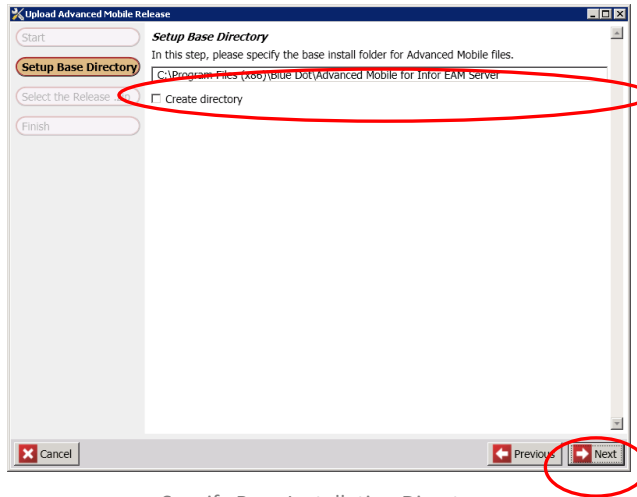 Upload Advanced Mobile Release
Start
Setup Base Directory
Select the Release
Finish
Setup Base Directory
In this step, please specify the base install folder for Advanced Mobile files.
C:\Program Files (x86)\Blue Dot\Advanced Mobile for Infor EAM Server
Create directory
Cancel
Previous
Next